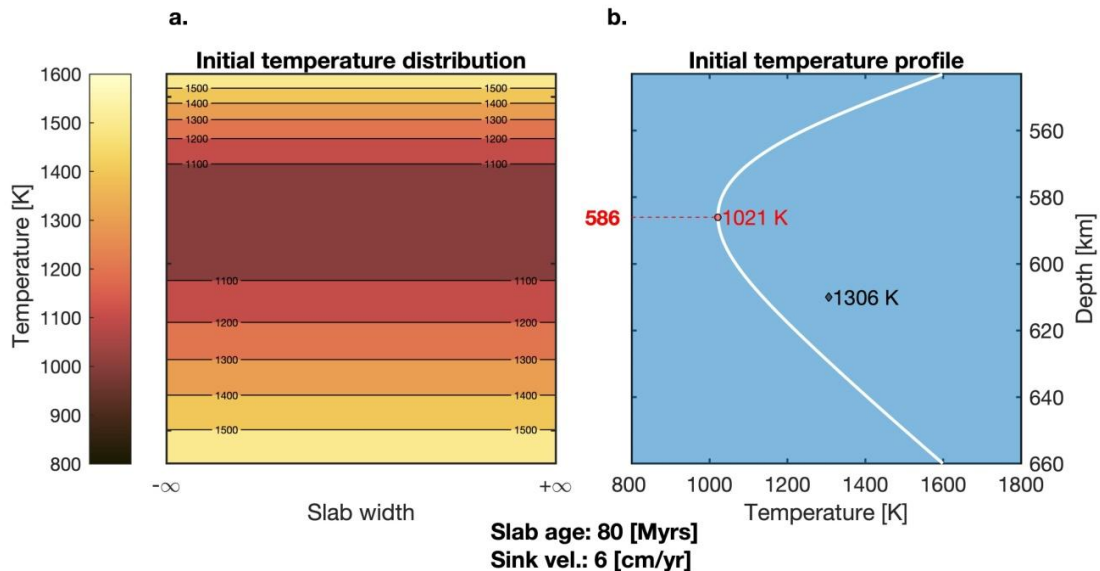 a.
b.
Initial temperature distribution
Initial temperature profile
Temperature [K]
1600
1500
1400
1300
1200
1100
1000
900
800
1500 1500
1400 1400
1300 1300
1200 1200
1100 1100
1100 1100
1200 1200
1300 1300
1400 1400
1500 1500
-∞ +∞
Slab width
586
1021 K
1306 K
560
580
600
620
640
660
Depth [km]
800 1000 1200 1400 1600 1800
Temperature [K]
Slab age: 80 [Myrs]
Sink vel.: 6 [cm/yr]